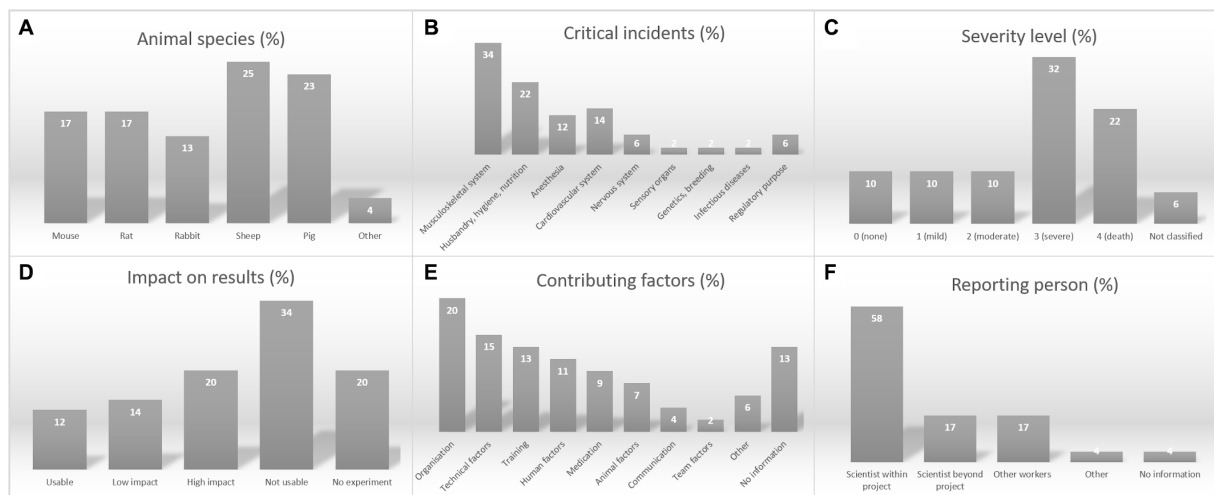 A
Animal species (%)
17
17
13
25
23
4
Mouse
Rat
Rabbit
Sheep
Pig
Other
B
Critical incidents (%)
34
22
12
14
6
2
2
2
6
Musculoskeletal system
Husbandry, hygiene, nutrition
Anesthesia
Cardiovascular system
Nervous system
Sensory organs
Genetics, breeding
Infectious diseases
Regulatory purpose
C
Severity level (%)
10
10
10
32
22
6
0 (none)
1 (mild)
2 (moderate)
3 (severe)
4 (death)
Not classified
D
Impact on results (%)
12
14
20
34
20
Usable
Low impact
High impact
Not usable
No experiment
E
Contributing factors (%)
20
15
13
11
9
7
4
2
6
13
Organisation
Technical factors
Training
Human factors
Medication
Animal factors
Communication
Team factors
Other
No information
F
Reporting person (%)
58
17
17
4
4
Scientist within
project
Scientist beyond
project
Other workers
Other
No information